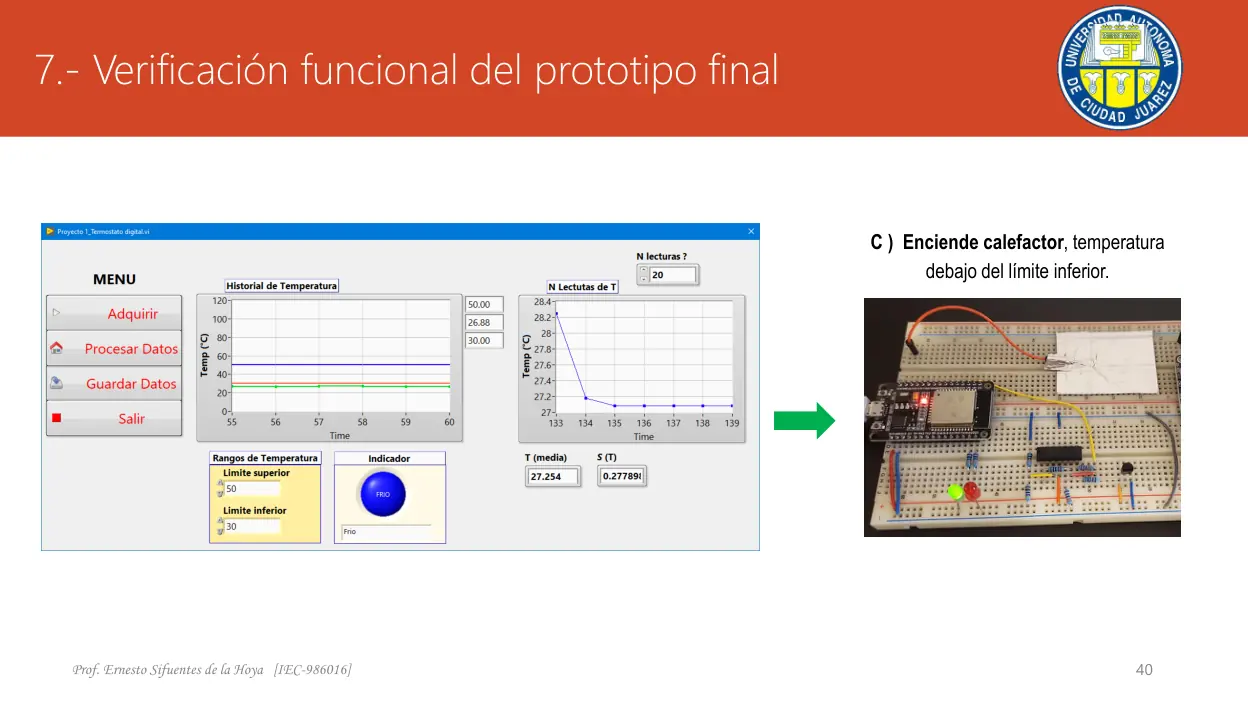 7.- Verificación funcional del prototipo final
UNIVERSIDAD AUTONOMA
DE CIUDAD JUAREZ
Proyecto 1_Termostato digital.vi
MENU
Adquirir
Procesar Datos
Guardar Datos
Salir
Historial de Temperatura
Temp (°C)
120
100
80
60
40
20
0
55 56 57 58 59 60
Time
50.00
26.88
30.00
N lecturas ?
20
N Lectutas de T
Temp (°C)
28.4
28.2
28
27.8
27.6
27.4
27.2
27
133 134 135 136 137 138 139
Time
Rangos de Temperatura
Limite superior
50
Limite inferior
30
Indicador
FRIO
Frio
T (media)
27.254
S (T)
0.27789
C ) Enciende calefactor, temperatura
debajo del límite inferior.
Prof. Ernesto Sifuentes de la Hoya [IEC-986016]
40